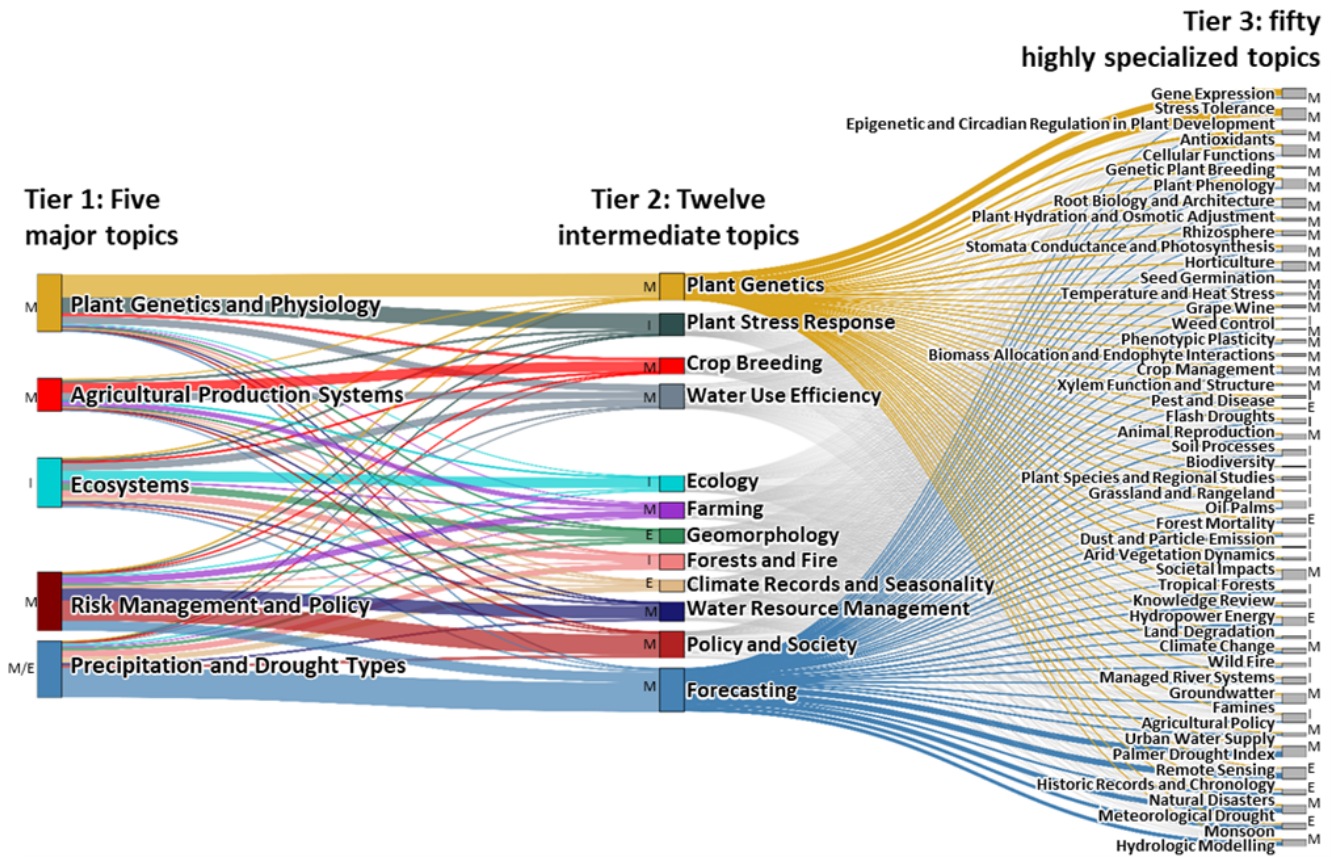 Tier 3: fifty
highly specialized topics
Tier 1: Five
major topics
Tier 2: Twelve
intermediate topics
M Plant Genetics and Physiology
M Agricultural Production Systems
I Ecosystems
M Risk Management and Policy
M/E Precipitation and Drought Types
M Plant Genetics
I Plant Stress Response
M Crop Breeding
M Water Use Efficiency
I Ecology
M Farming
E Geomorphology
I Forests and Fire
E Climate Records and Seasonality
M Water Resource Management
M Policy and Society
M Forecasting
Gene Expression
Stress Tolerance
Epigenetic and Circadian Regulation in Plant Development
Antioxidants
Cellular Functions
Genetic Plant Breeding
Plant Phenology
Root Biology and Architecture
Plant Hydration and Osmotic Adjustment
Rhizosphere
Stomata Conductance and Photosynthesis
Horticulture
Seed Germination
Temperature and Heat Stress
Grape Wine
Weed Control
Phenotypic Plasticity
Biomass Allocation and Endophyte Interactions
Crop Management
Xylem Function and Structure
Pest and Disease
Flash Droughts
Animal Reproduction
Soil Processes
Biodiversity
Plant Species and Regional Studies
Grassland and Rangeland
Oil Palms
Forest Mortality
Dust and Particle Emission
Arid Vegetation Dynamics
Societal Impacts
Tropical Forests
Knowledge Review
Hydropower Energy
Land Degradation
Climate Change
Wild Fire
Managed River Systems
Groundwatter
Famines
Agricultural Policy
Urban Water Supply
Palmer Drought Index
Remote Sensing
Historic Records and Chronology
Natural Disasters
Meteorological Drought
Monsoon
Hydrologic Modelling